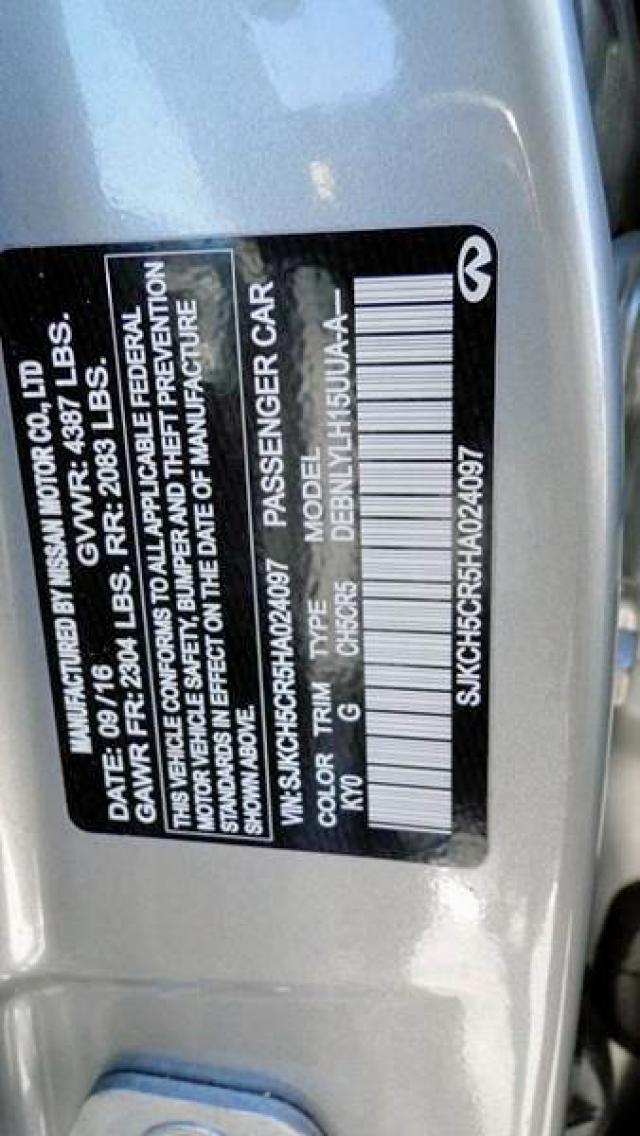 MANUFACTURED BY NISSAN MOTOR CO., LTD
DATE: 09/16 GVWR: 4387 LBS.
GAWR FR: 2304 LBS. RR: 2083 LBS.
THIS VEHICLE CONFORMS TO ALL APPLICABLE FEDERAL
MOTOR VEHICLE SAFETY, BUMPER AND THEFT PREVENTION
STANDARDS IN EFFECT ON THE DATE OF MANUFACTURE
SHOWN ABOVE.
VIN: SJKCH5CR5HA024097 PASSENGER CAR
COLOR TRIM TYPE MODEL
KY0 G CH5CR5 DEBNLYLH15UUA-A--
SJKCH5CR5HA024097